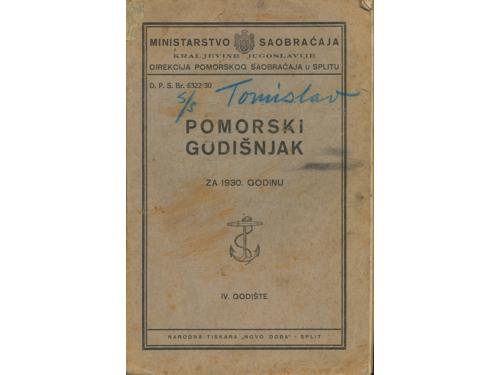 MINISTARSTVO SAOBRAĆAJA
KRALJEVINE JUGOSLAVIJE
DIREKCIJA POMORSKOG SAOBRAĆAJA U SPLITU
D. P. S. Br. 6322/30
s/s Tomislav
POMORSKI
GODIŠNJAK
ZA 1930. GODINU
IV. GODIŠTE
NARODNA TISKARA „NOVO DOBA" - SPLIT